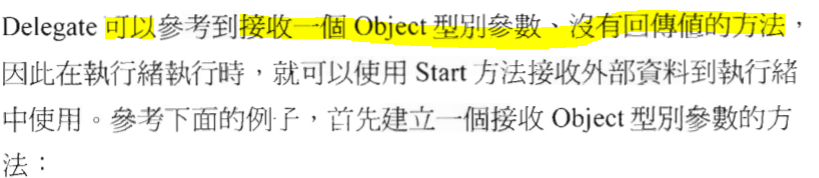 Delegate 可以參考到接收一個 Object 型別參數、沒有回傳值的方法，
因此在執行緒執行時，就可以使用 Start 方法接收外部資料到執行緒
中使用。參考下面的例子，首先建立一個接收 Object 型別參數的方
法：